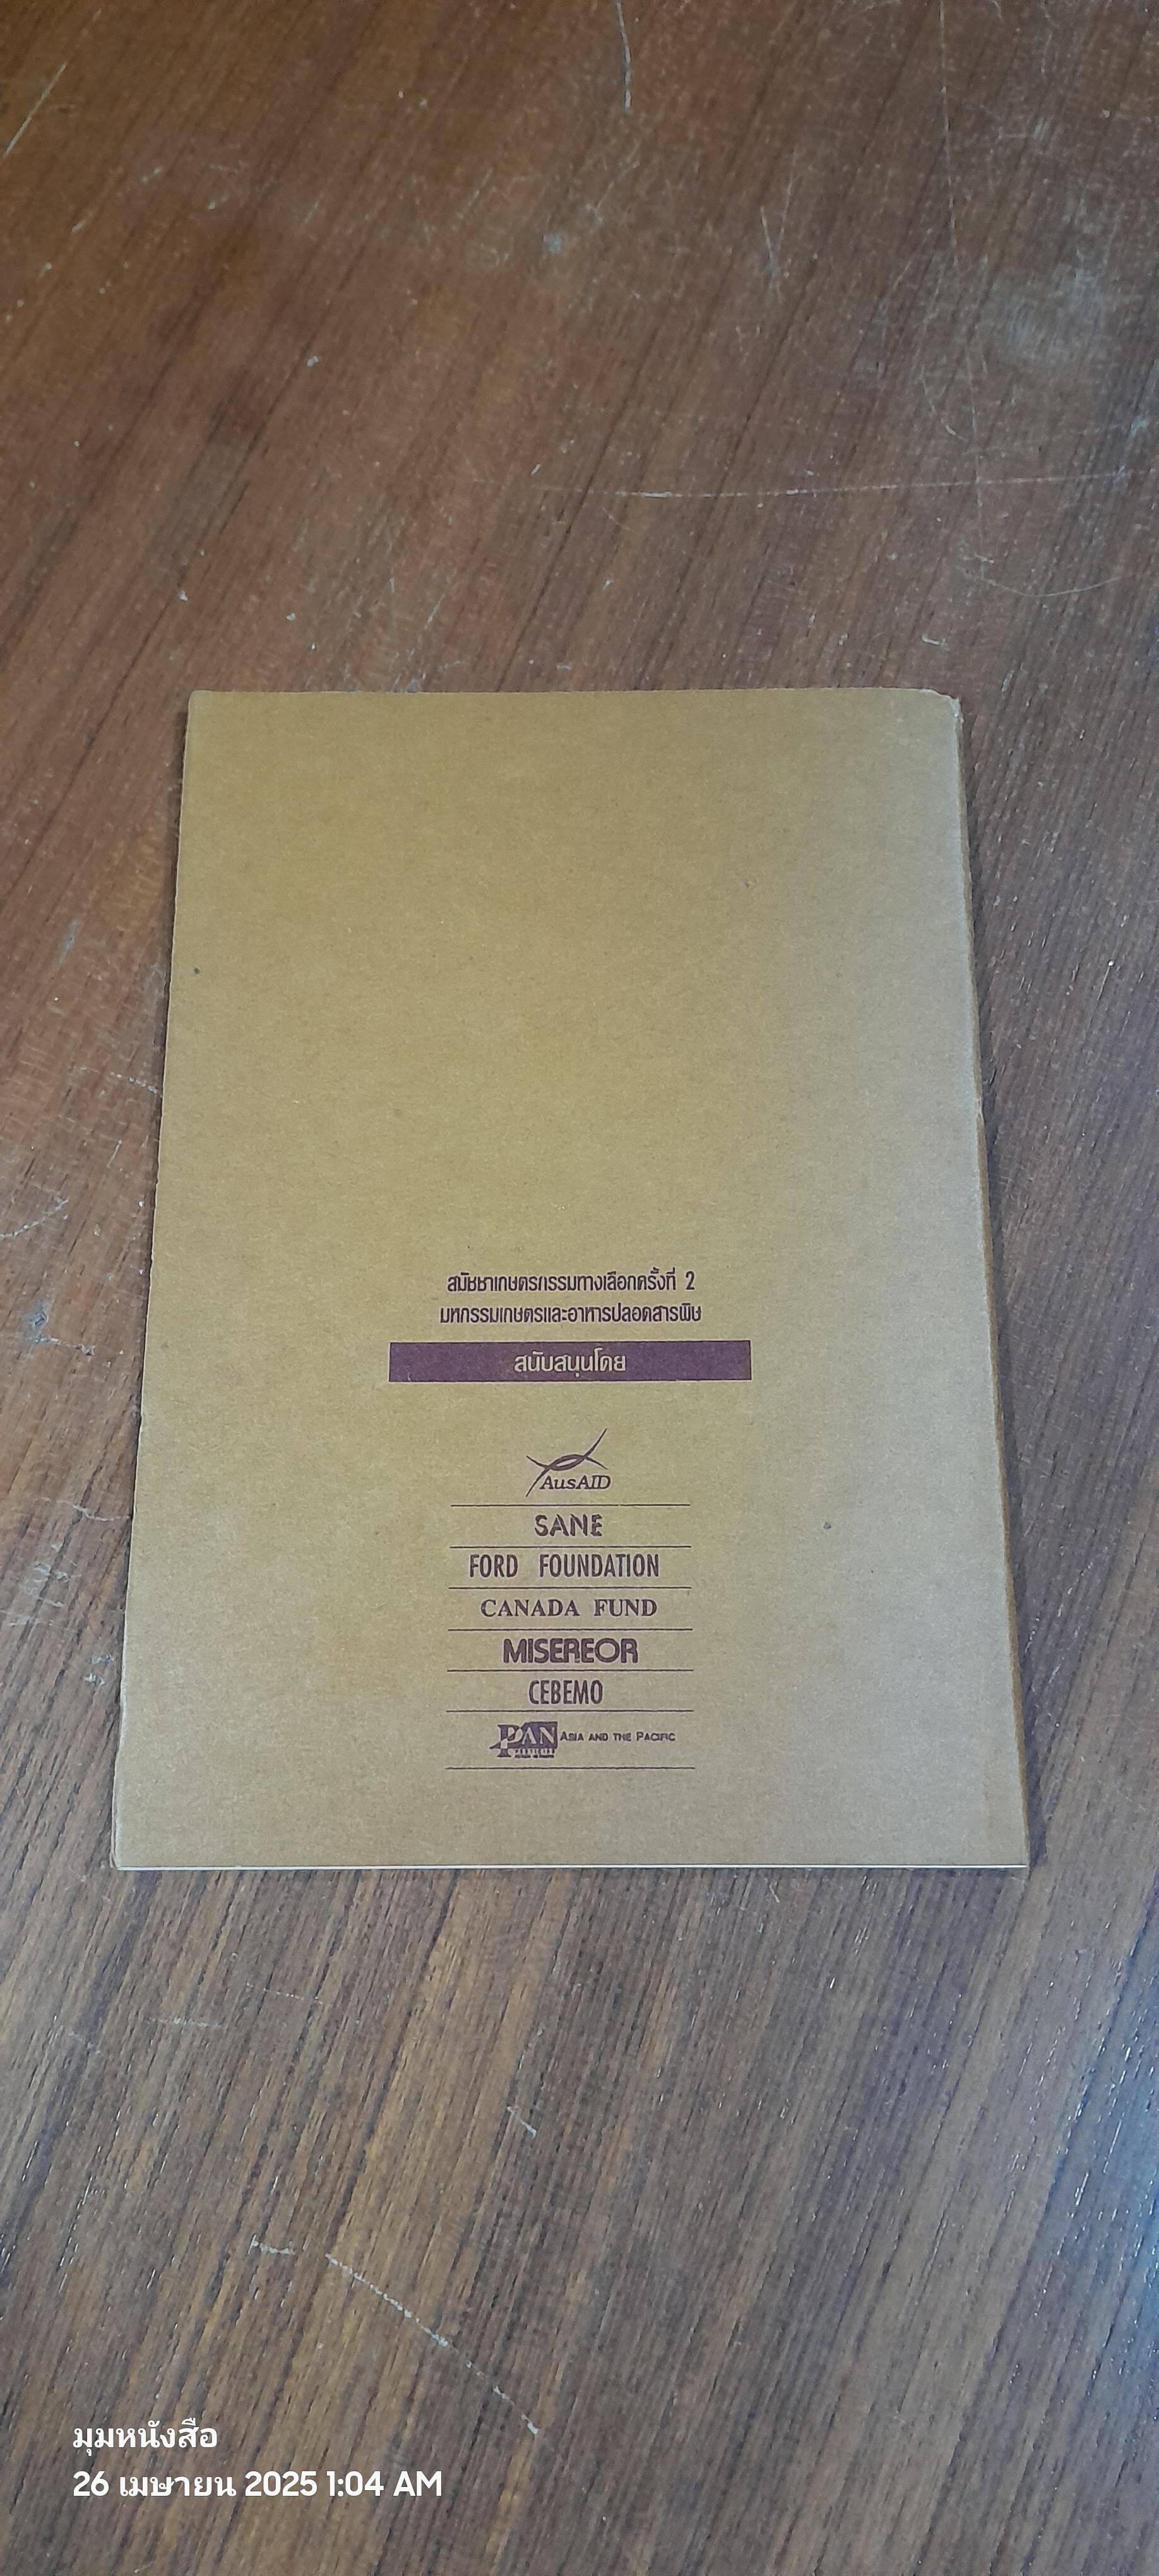 สมัชชาเกษตรกรรมทางเลือกครั้งที่ 2
มหกรรมเกษตรและอาหารปลอดสารพิษ
สนับสนุนโดย
AusAID
SANE
FORD FOUNDATION
CANADA FUND
MISEREOR
CEBEMO
PAN ASIA AND THE PACIFIC
มุมหนังสือ
26 เมษายน 2025 1:04 AM